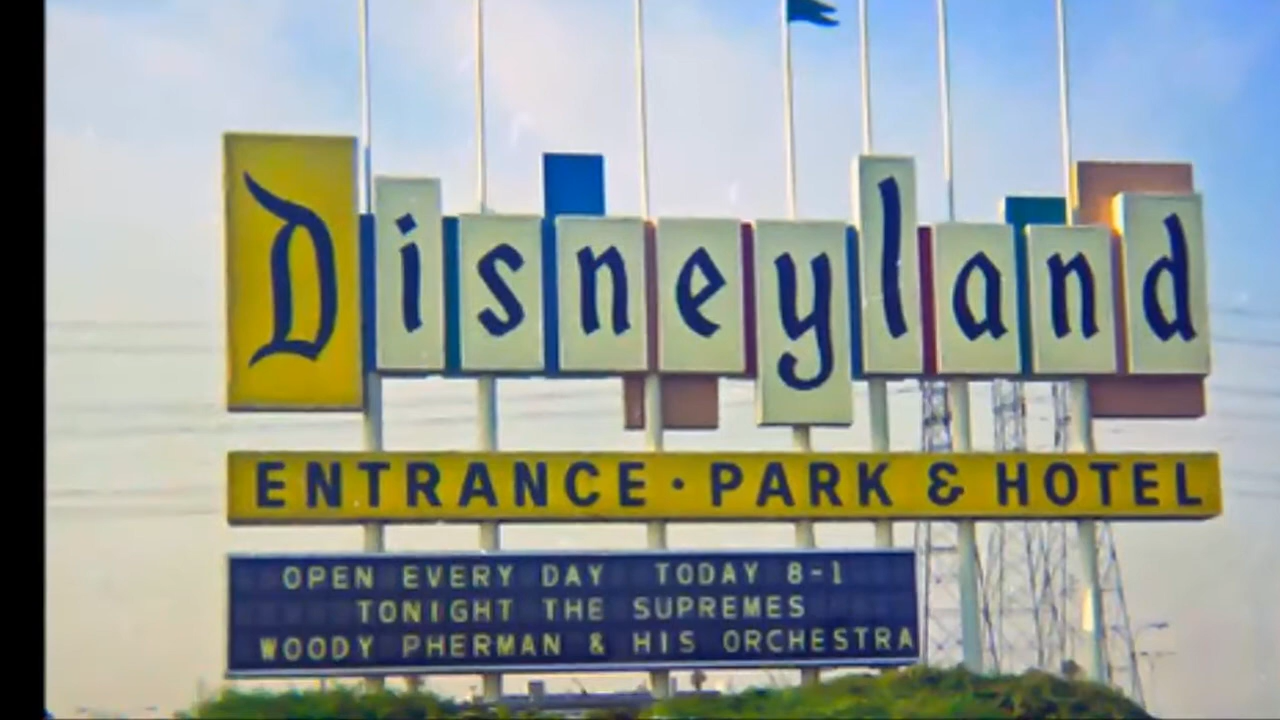 Disneyland
ENTRANCE · PARK & HOTEL
OPEN EVERY DAY TODAY 8-1
TONIGHT THE SUPREMES
WOODY PHERMAN & HIS ORCHESTRA